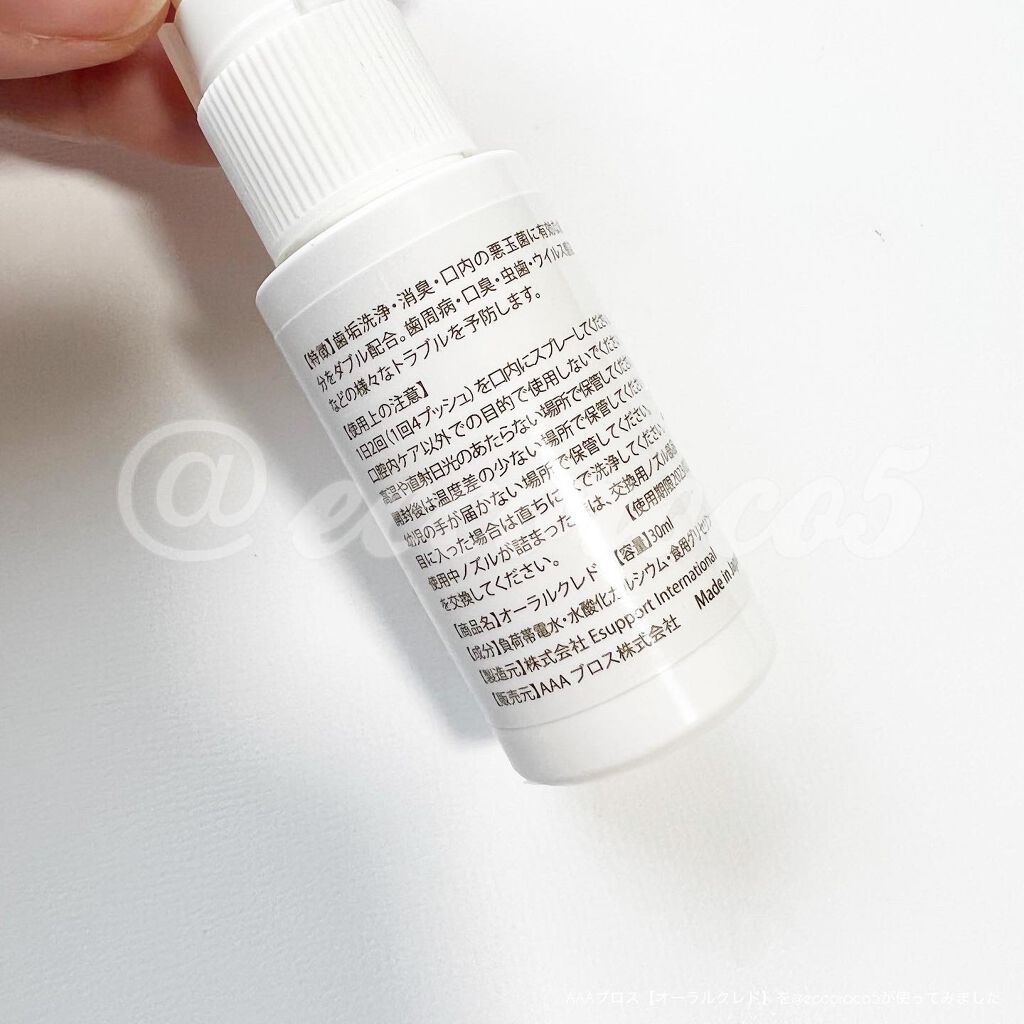 【特徴】歯垢洗浄・消臭・口内の悪玉菌に有効な
分をダブル配合。歯周病・口臭・虫歯・ウイルス
などの様々なトラブルを予防します。
【使用上の注意】
1日2回(1回4プッシュ)を口内にスプレーしてください
口腔内ケア以外での目的で使用しないでくださ
高温や直射日光のあたらない場所で保管してくだ
開封後は温度差の少ない場所で保管してくださ
幼児の手が届かない場所で保管してください
目に入った場合は直ちに で洗浄してください
使用中ノズルが詰まった は、交換用ノズル
を交換してください。 【使用期限】2023
【商品名】オーラルクレド 【容量】30ml
【成分】負荷帯電水・水酸化カルシウム・食用グリセリ
【製造元】株式会社 Esupport International
【販売元】AAA ブロス株式会社 Made in Jap
@ co5
AAAブロス【オーラルクレド】を@ecocoroco5が使ってみました